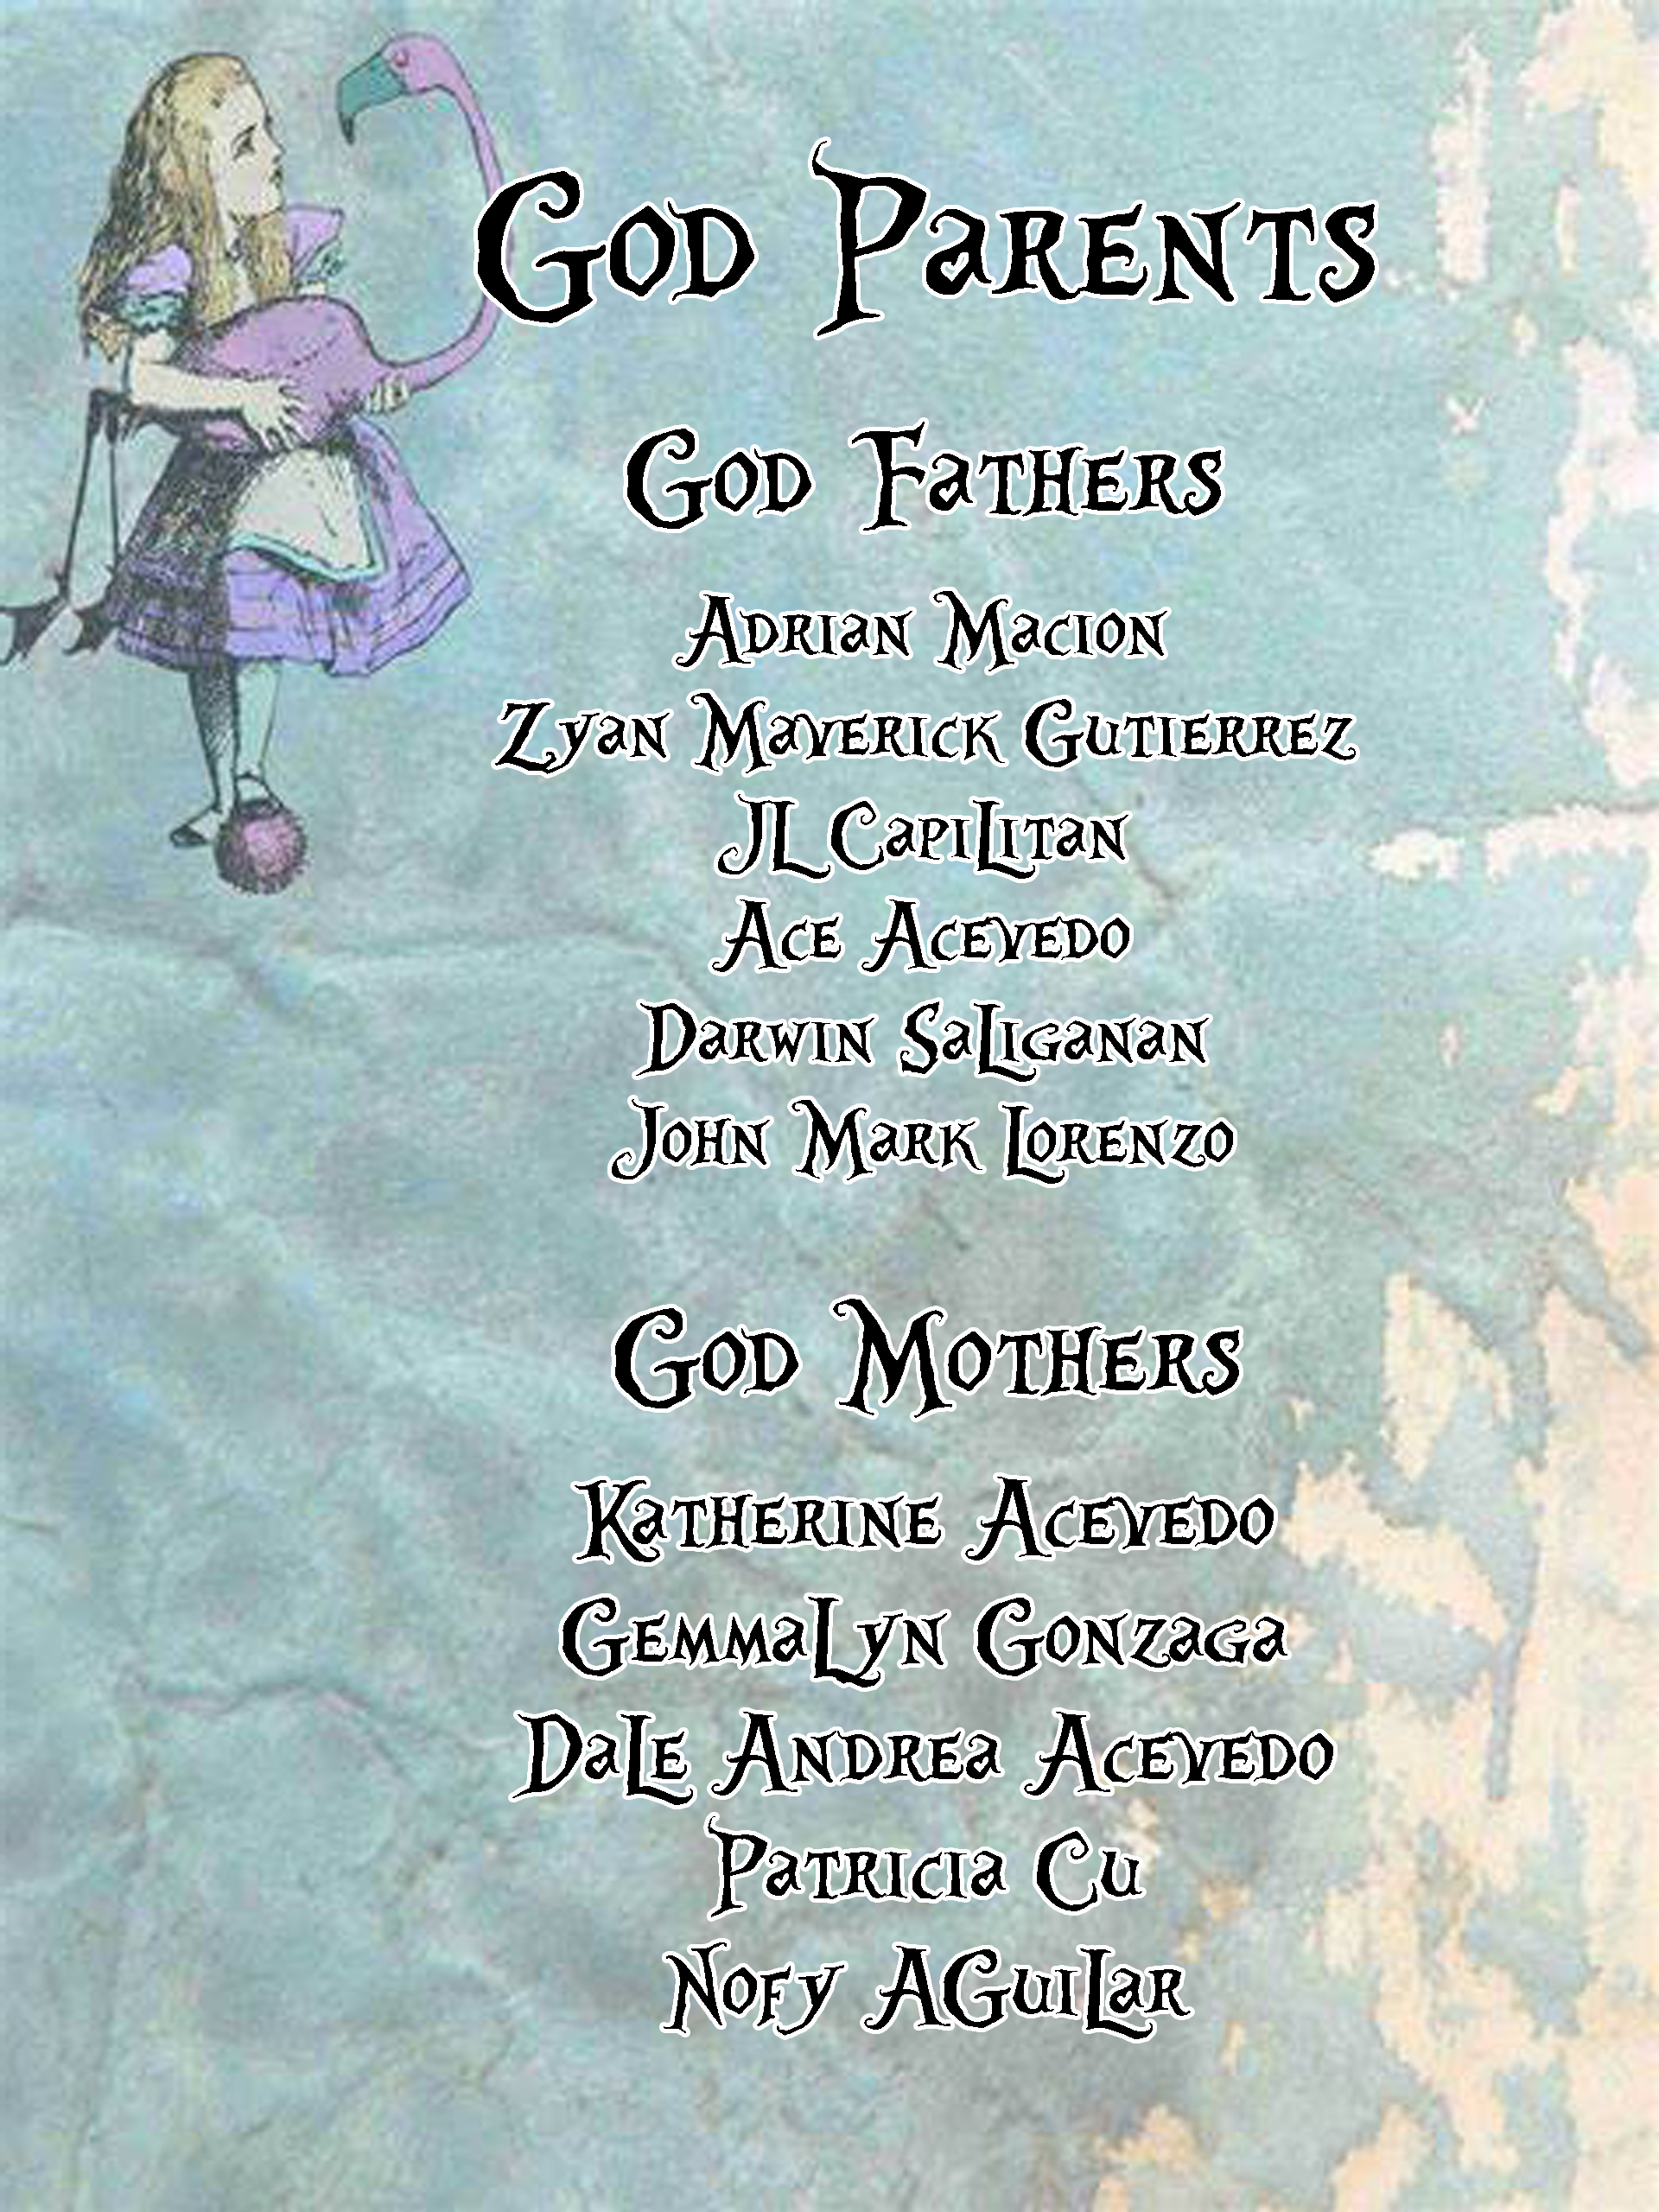 God Parents
God Fathers
Adrian Macion
Zyan Maverick Gutierrez
JL Capilitan
Ace Acevedo
Darwin Saliganan
John Mark Lorenzo
God Mothers
Katherine Acevedo
Gemmalyn Gonzaga
Dale Andrea Acevedo
Patricia Cu
Nofy Aguilar